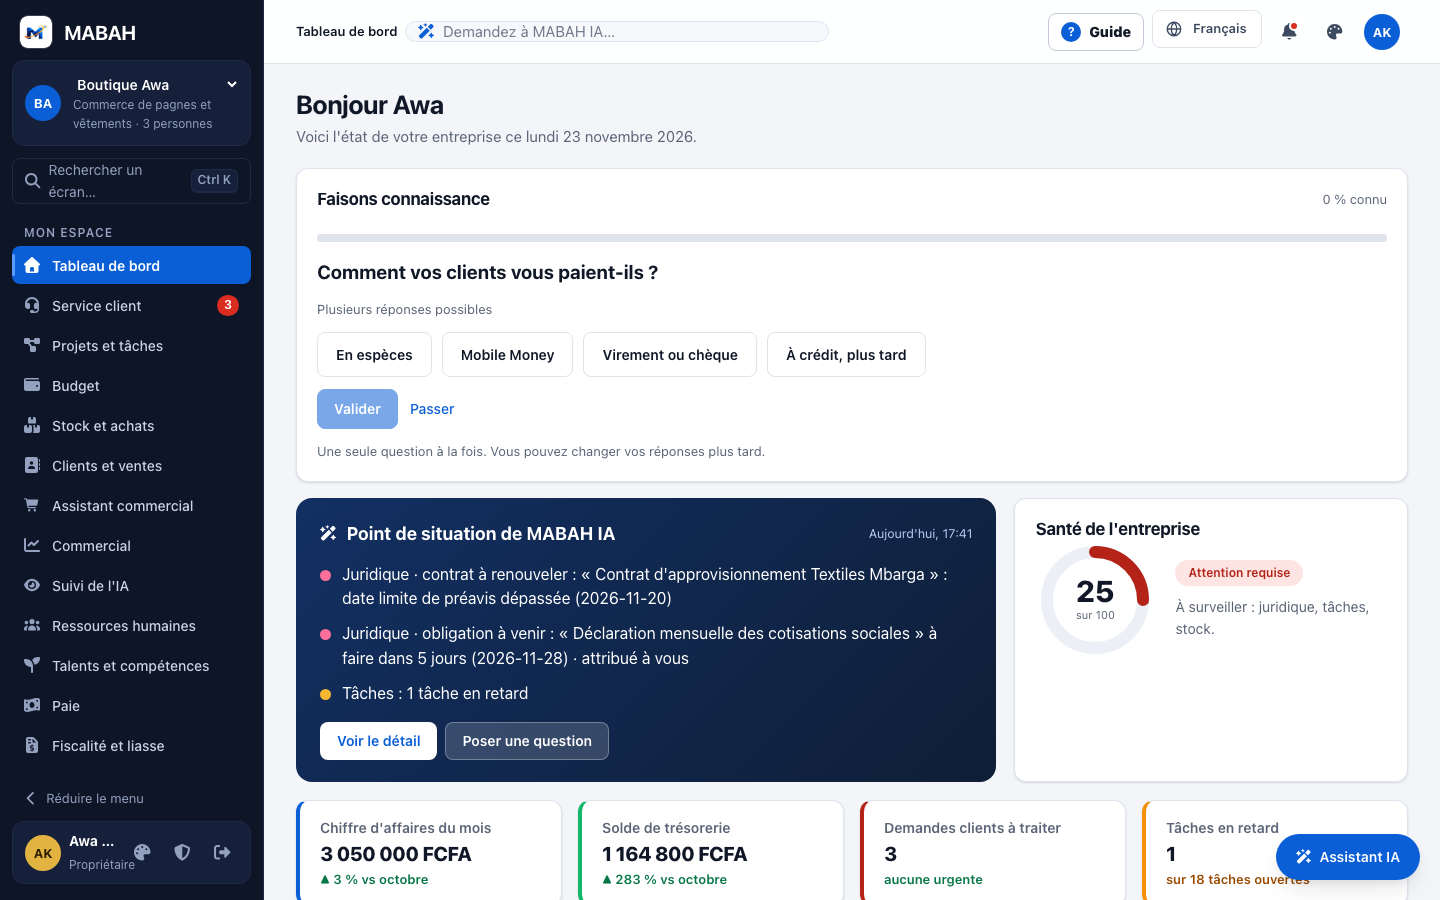 MABAH
BA
Boutique Awa
Commerce de pagnes et
vêtements · 3 personnes
Rechercher un
écran...
Ctrl K
MON ESPACE
Tableau de bord
Service client
3
Projets et tâches
Budget
Stock et achats
Clients et ventes
Assistant commercial
Commercial
Suivi de l'IA
Ressources humaines
Talents et compétences
Paie
Fiscalité et liasse
Réduire le menu
AK
Awa ...
Propriétaire
Tableau de bord
Demandez à MABAH IA...
? Guide
Français
AK
Bonjour Awa
Voici l'état de votre entreprise ce lundi 23 novembre 2026.
Faisons connaissance
0 % connu
Comment vos clients vous paient-ils ?
Plusieurs réponses possibles
En espèces
Mobile Money
Virement ou chèque
À crédit, plus tard
Valider
Passer
Une seule question à la fois. Vous pouvez changer vos réponses plus tard.
Point de situation de MABAH IA
Aujourd'hui, 17:41
Juridique · contrat à renouveler : « Contrat d'approvisionnement Textiles Mbarga » :
date limite de préavis dépassée (2026-11-20)
Juridique · obligation à venir : « Déclaration mensuelle des cotisations sociales » à
faire dans 5 jours (2026-11-28) · attribué à vous
Tâches : 1 tâche en retard
Voir le détail
Poser une question
Santé de l'entreprise
25
sur 100
Attention requise
À surveiller : juridique, tâches,
stock.
Chiffre d'affaires du mois
3 050 000 FCFA
▲ 3 % vs octobre
Solde de trésorerie
1 164 800 FCFA
▲ 283 % vs octobre
Demandes clients à traiter
3
aucune urgente
Tâches en retard
1
sur 18 tâches ouvertes
Assistant IA